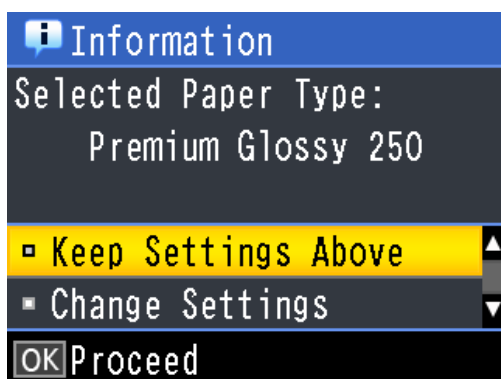 Information
Selected Paper Type:
Premium Glossy 250
Keep Settings Above
Change Settings
OK Proceed